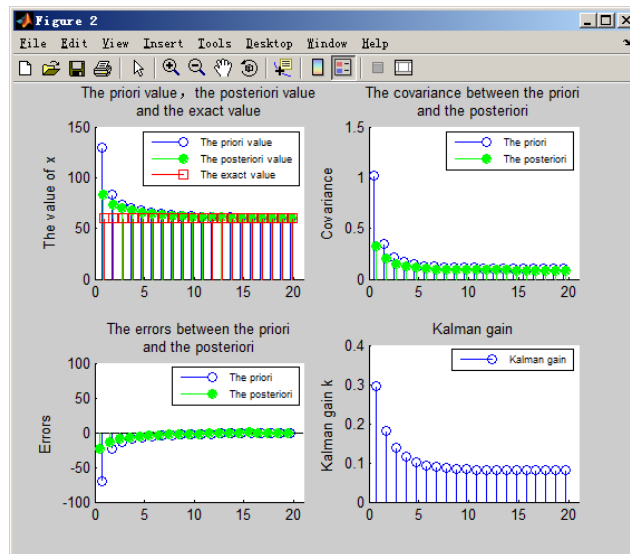 Figure 2
File Edit View Insert Tools Desktop Window Help
The priori value, the posteriori value
and the exact value
The value of x
150
100
50
0
0 5 10 15 20
The priori value
The posteriori value
The exact value
The covariance between the priori
and the posteriori
Covariance
1.5
1
0.5
0
0 5 10 15 20
The priori
The posteriori
The errors between the priori
and the posteriori
Errors
100
50
0
-50
-100
0 5 10 15 20
The priori
The posteriori
Kalman gain
Kalman gain k
0.4
0.3
0.2
0.1
0
0 5 10 15 20
Kalman gain